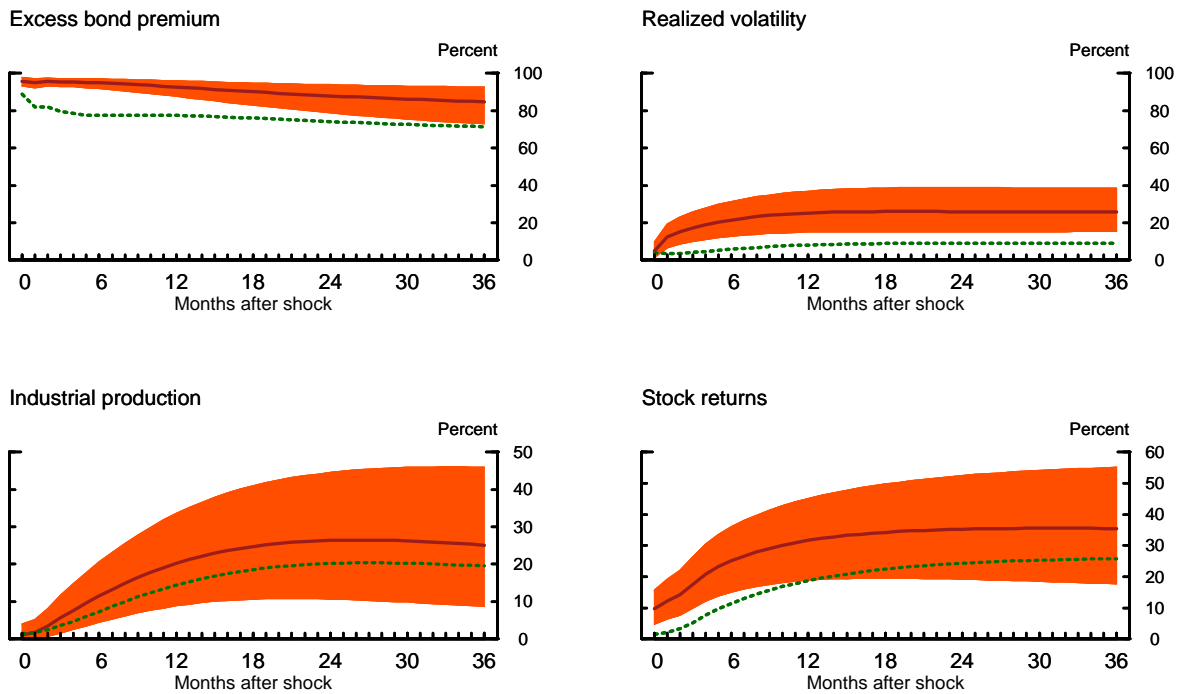 Excess bond premium
Percent
100
80
60
40
20
0
0 6 12 18 24 30 36
Months after shock
Realized volatility
Percent
100
80
60
40
20
0
0 6 12 18 24 30 36
Months after shock
Industrial production
Percent
50
40
30
20
10
0
0 6 12 18 24 30 36
Months after shock
Stock returns
Percent
60
50
40
30
20
10
0
0 6 12 18 24 30 36
Months after shock